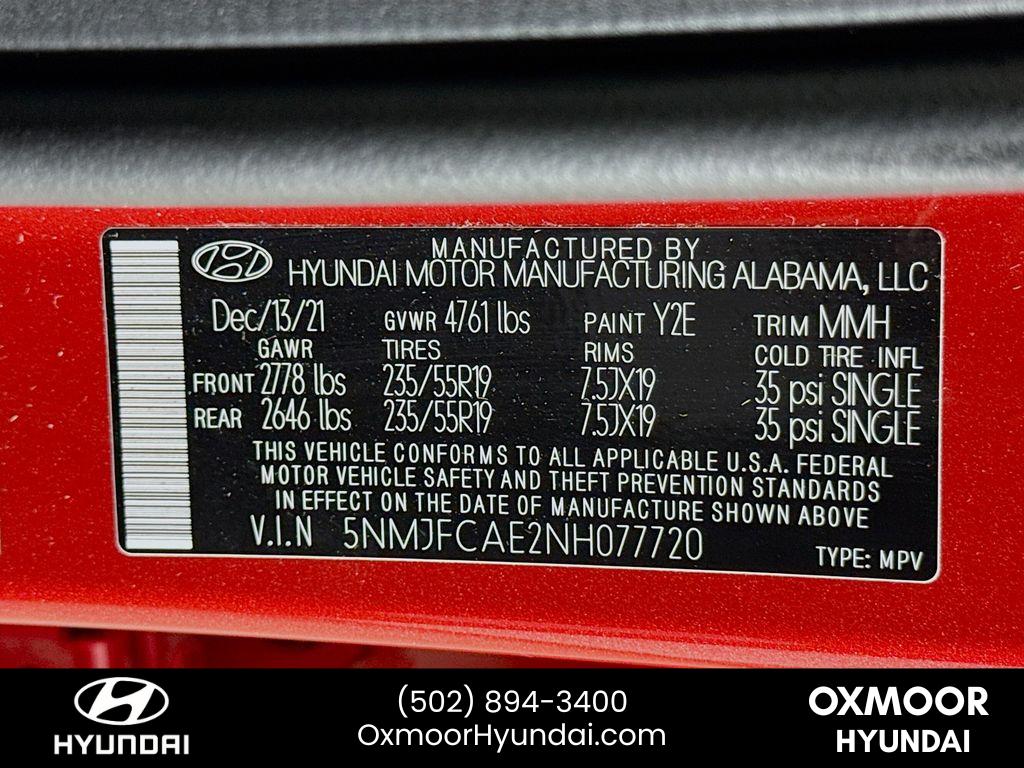 MANUFACTURED BY
HYUNDAI MOTOR MANUFACTURING ALABAMA, LLC
Dec/13/21 GVWR 4761 lbs PAINT Y2E TRIM MMH
GAWR TIRES RIMS COLD TIRE INFL
FRONT 2778 lbs 235/55R19 7.5JX19 35 psi SINGLE
REAR 2646 lbs 235/55R19 7.5JX19 35 psi SINGLE
THIS VEHICLE CONFORMS TO ALL APPLICABLE U.S.A. FEDERAL
MOTOR VEHICLE SAFETY AND THEFT PREVENTION STANDARDS
IN EFFECT ON THE DATE OF MANUFACTURE SHOWN ABOVE
V.I.N 5NMJFCAE2NH077720
TYPE: MPV
HYUNDAI
(502) 894-3400
OxmoorHyundai.com
OXMOOR
HYUNDAI